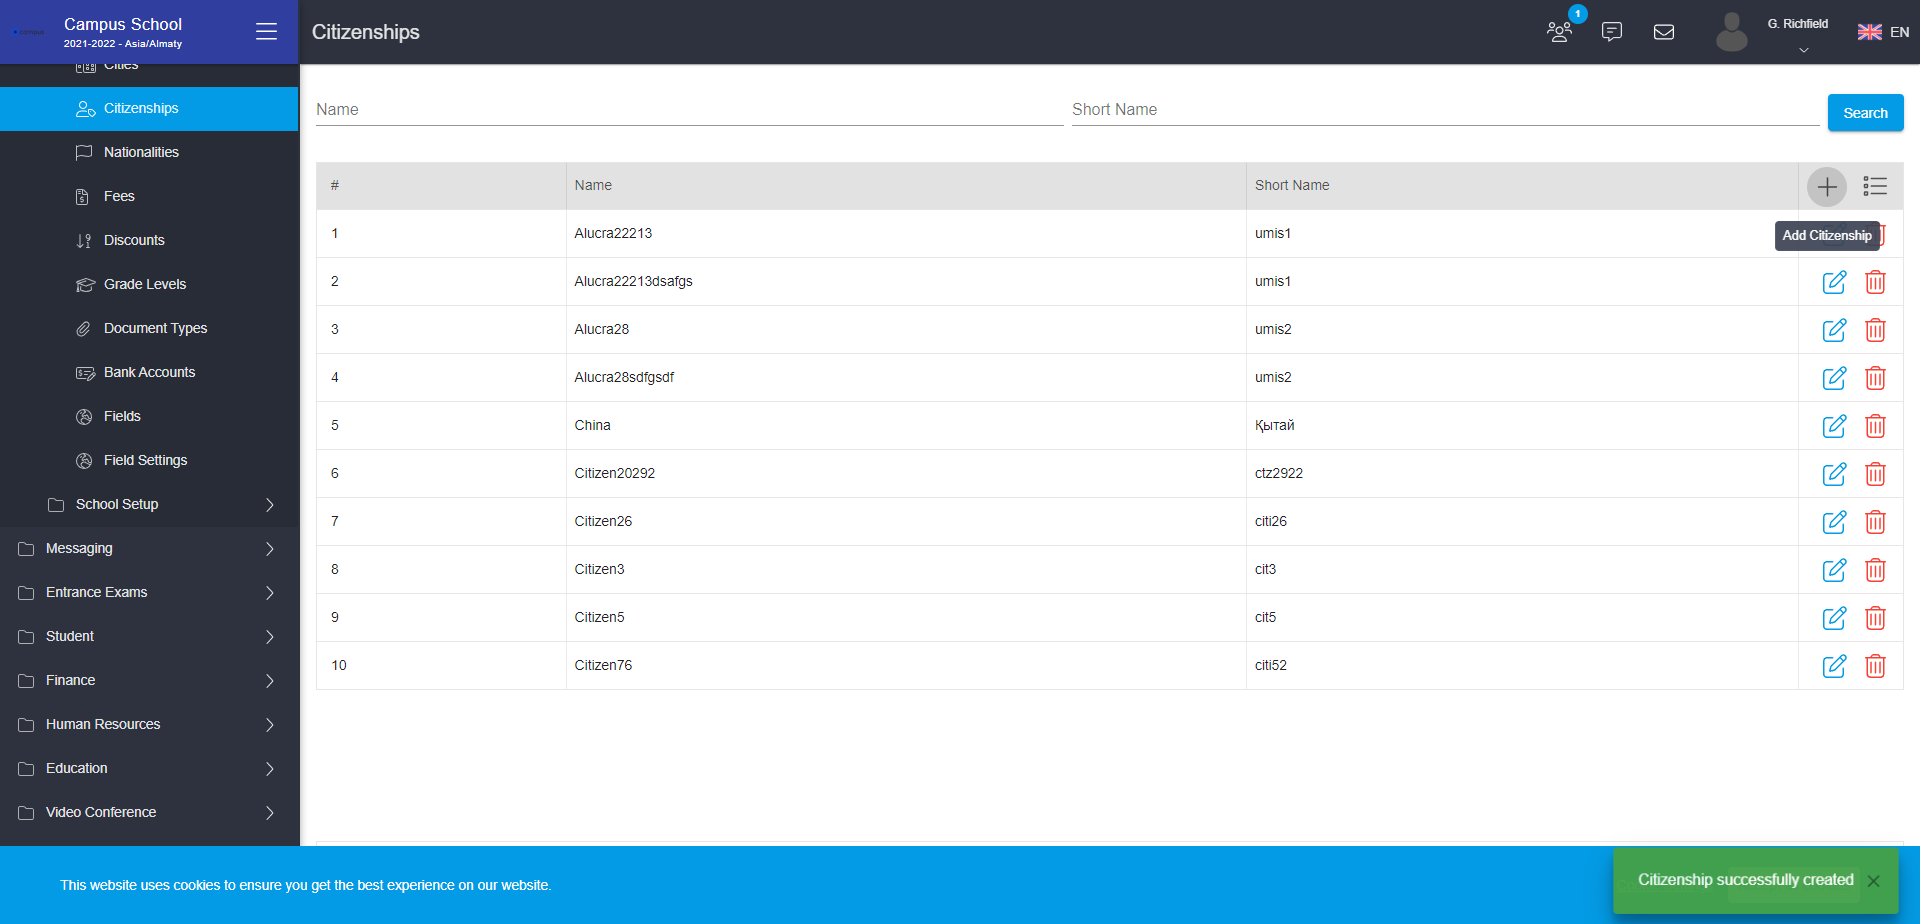 Campus School
2021-2022 - Asia/Almaty
Citizenships
1
G. Richfield
EN
Cities
Citizenships
Nationalities
Fees
Discounts
Grade Levels
Document Types
Bank Accounts
Fields
Field Settings
School Setup
Messaging
Entrance Exams
Student
Finance
Human Resources
Education
Video Conference
Name
Short Name
Search
# Name Short Name
Add Citizenship
1 Alucra22213 umis1
2 Alucra22213dsafgs umis1
3 Alucra28 umis2
4 Alucra28sdfgsdf umis2
5 China Қытай
6 Citizen20292 ctz2922
7 Citizen26 citi26
8 Citizen3 cit3
9 Citizen5 cit5
10 Citizen76 citi52
This website uses cookies to ensure you get the best experience on our website.
Citizenship successfully created